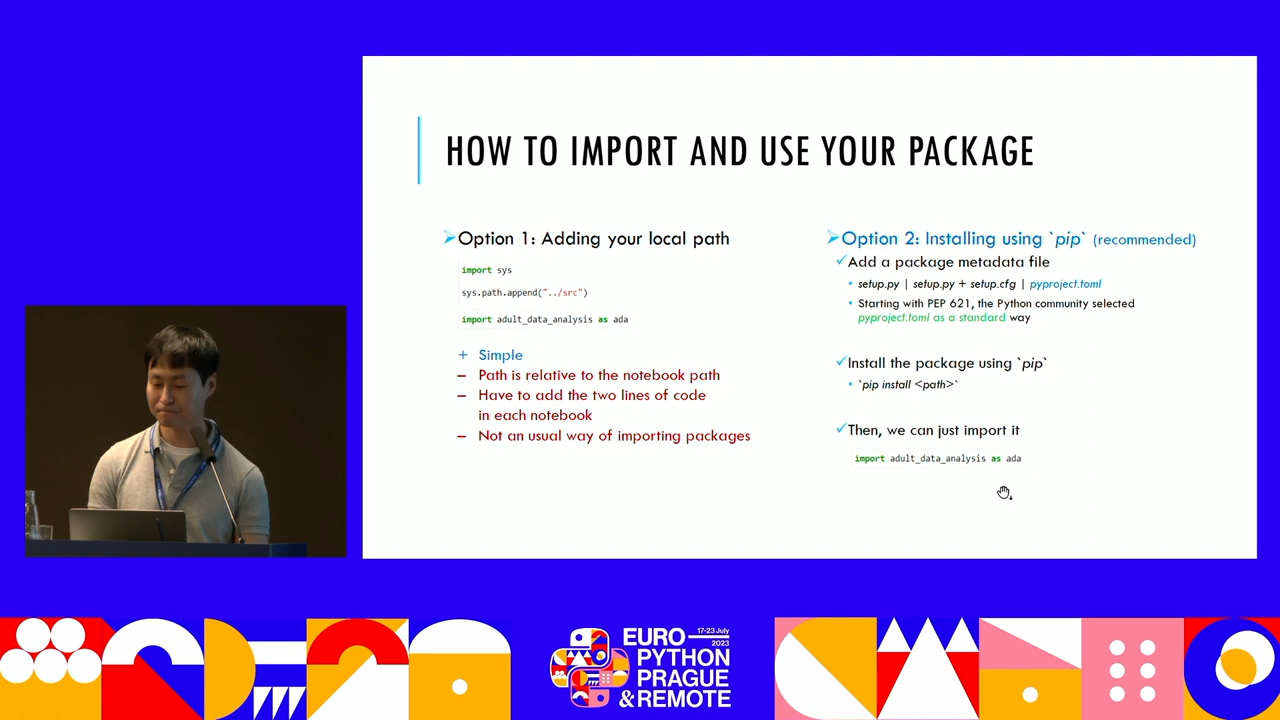 HOW TO IMPORT AND USE YOUR PACKAGE
Option 1: Adding your local path
import sys
sys.path.append("../src")
import adult_data_analysis as ada
+ Simple
– Path is relative to the notebook path
– Have to add the two lines of code
in each notebook
– Not an usual way of importing packages
Option 2: Installing using `pip` (recommended)
✓Add a package metadata file
• setup.py | setup.py + setup.cfg | pyproject.toml
• Starting with PEP 621, the Python community selected
pyproject.toml as a standard way
✓Install the package using `pip`
• `pip install <path>`
✓Then, we can just import it
import adult_data_analysis as ada
EURO
17-23 July
2023
PYTHON
PRAGUE
& REMOTE